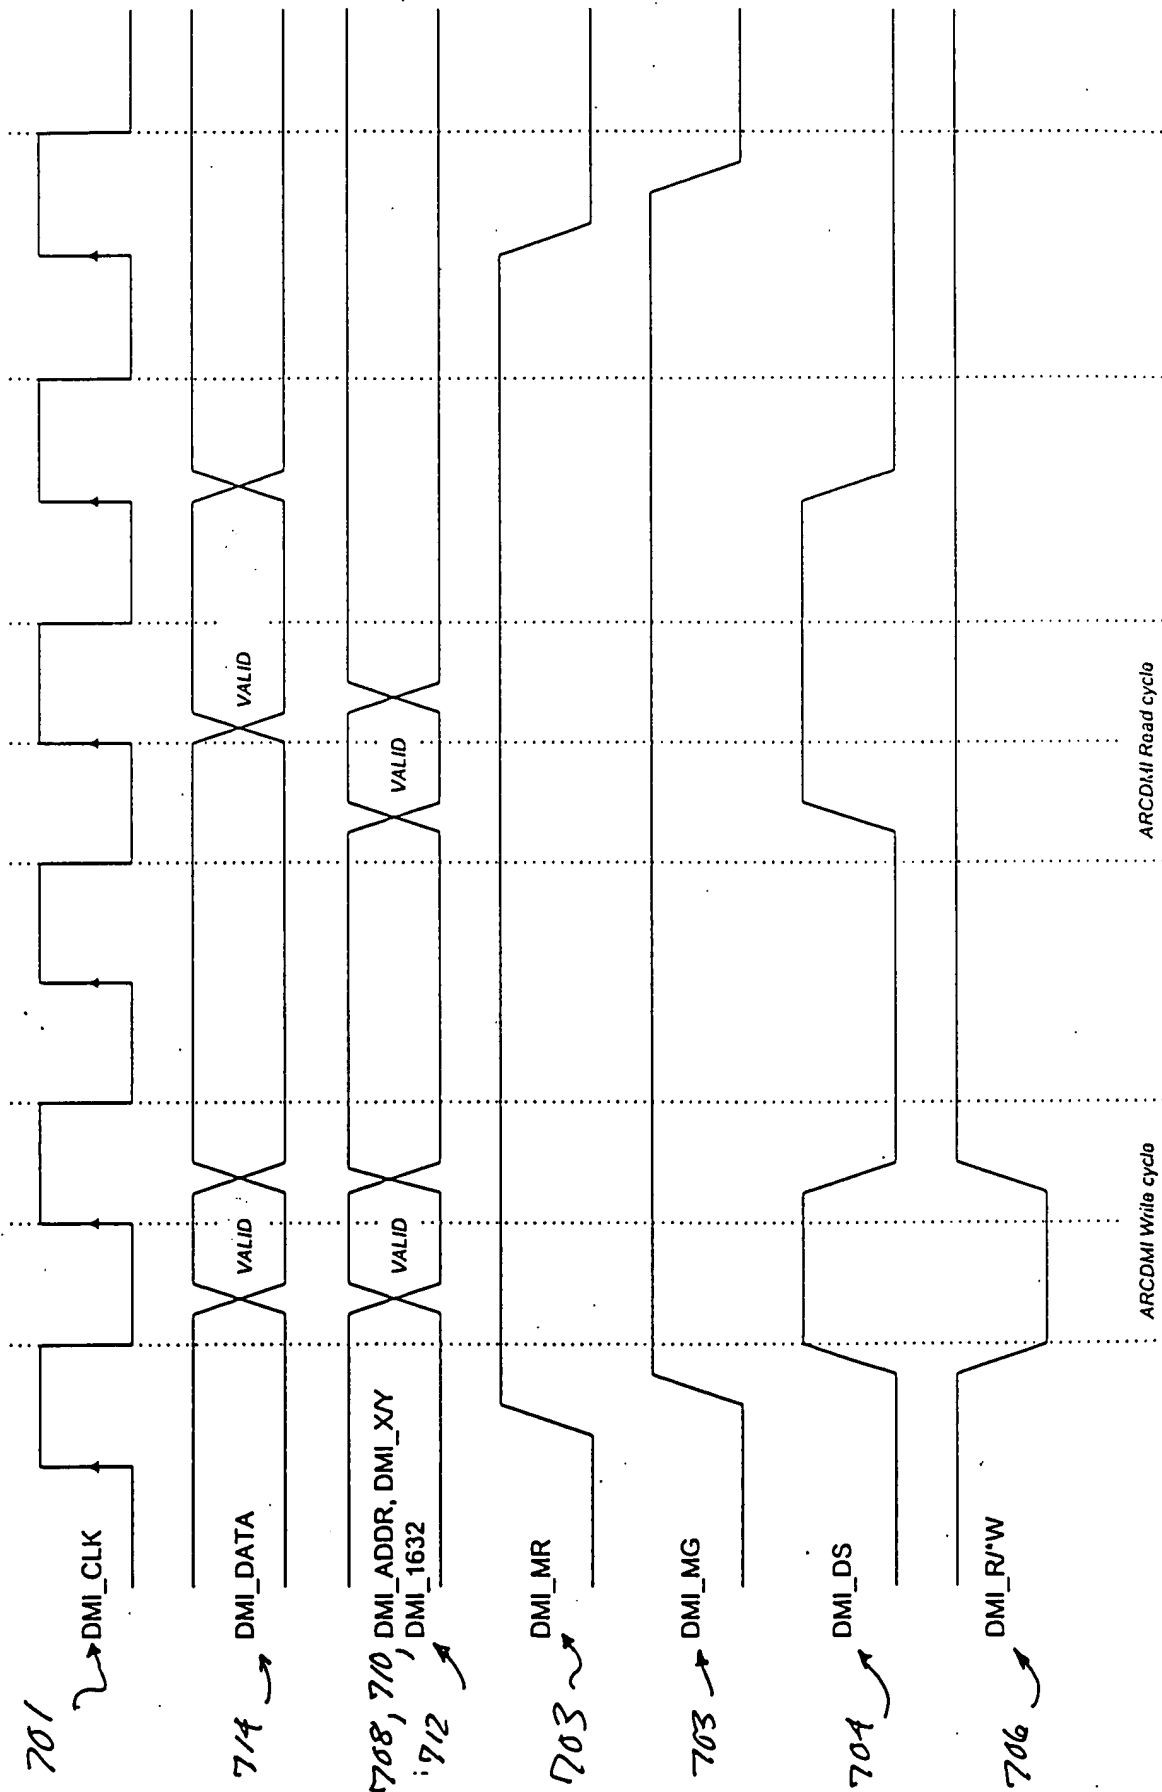 701 DMI_CLK
714 DMI_DATA
VALID
VALID
708, 710, DMI_ADDR, DMI_X/Y
712 DMI_1632
VALID
VALID
703 DMI_MR
703 DMI_MG
704 DMI_DS
706 DMI_R/*W
ARCDMI Write cycle
ARCDMI Read cycle